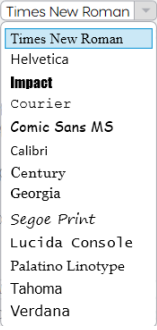 Times New Roman
Times New Roman
Helvetica
Impact
Courier
Comic Sans MS
Calibri
Century
Georgia
Segoe Print
Lucida Console
Palatino Linotype
Tahoma
Verdana